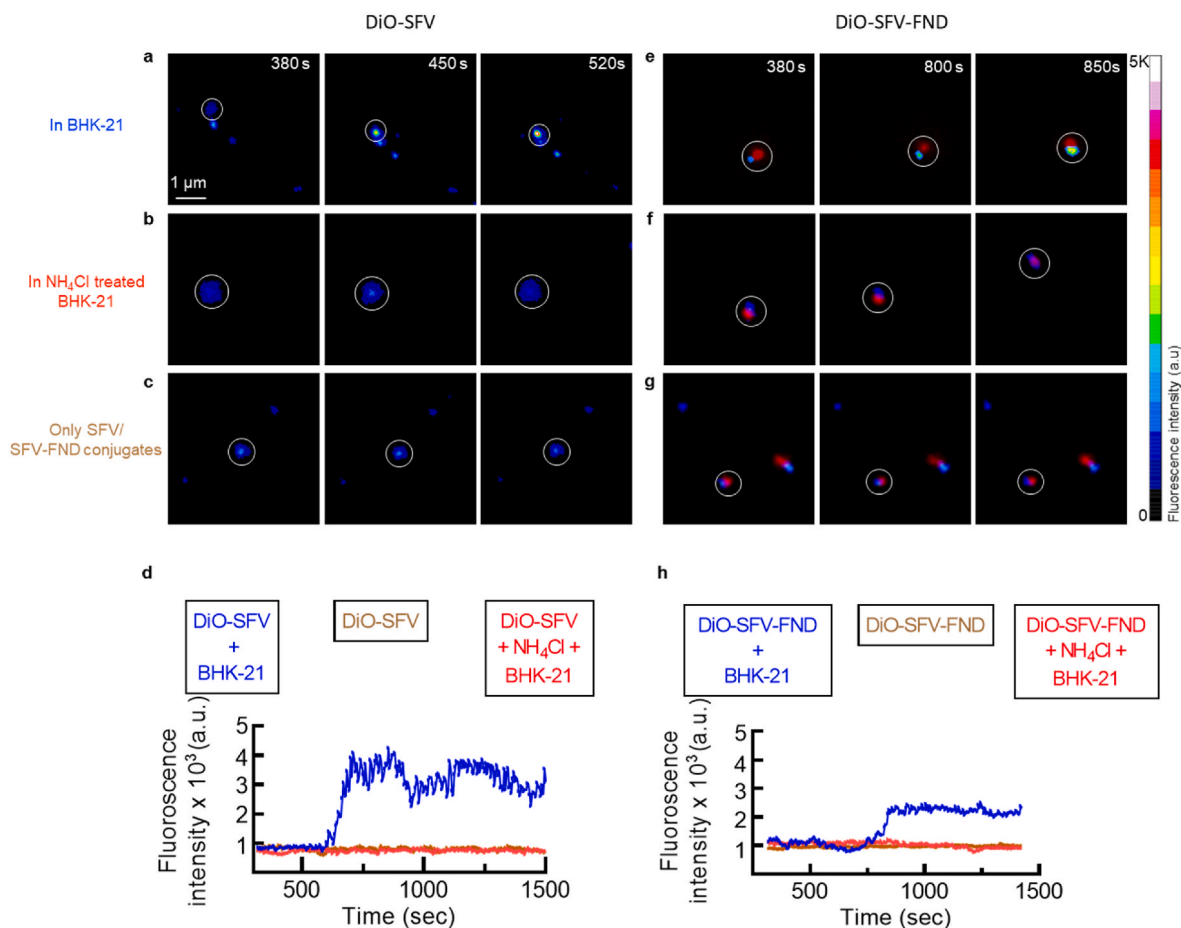 DiO-SFV
DiO-SFV-FND
a
380 s
450 s
520s
e
380 s
800 s
850s
5K
In BHK-21
1 µm
b
f
In NH₄Cl treated
BHK-21
c
g
Only SFV/
SFV-FND conjugates
0
Fluorescence intensity (a.u)
d
DiO-SFV
+
BHK-21
DiO-SFV
DiO-SFV
+ NH₄Cl +
BHK-21
Fluoroscence
intensity x 10³ (a.u.)
5
4
3
2
1
500
1000
1500
Time (sec)
h
DiO-SFV-FND
+
BHK-21
DiO-SFV-FND
DiO-SFV-FND
+ NH₄Cl +
BHK-21
Fluoroscence
intensity x 10³ (a.u.)
5
4
3
2
1
500
1000
1500
Time (sec)